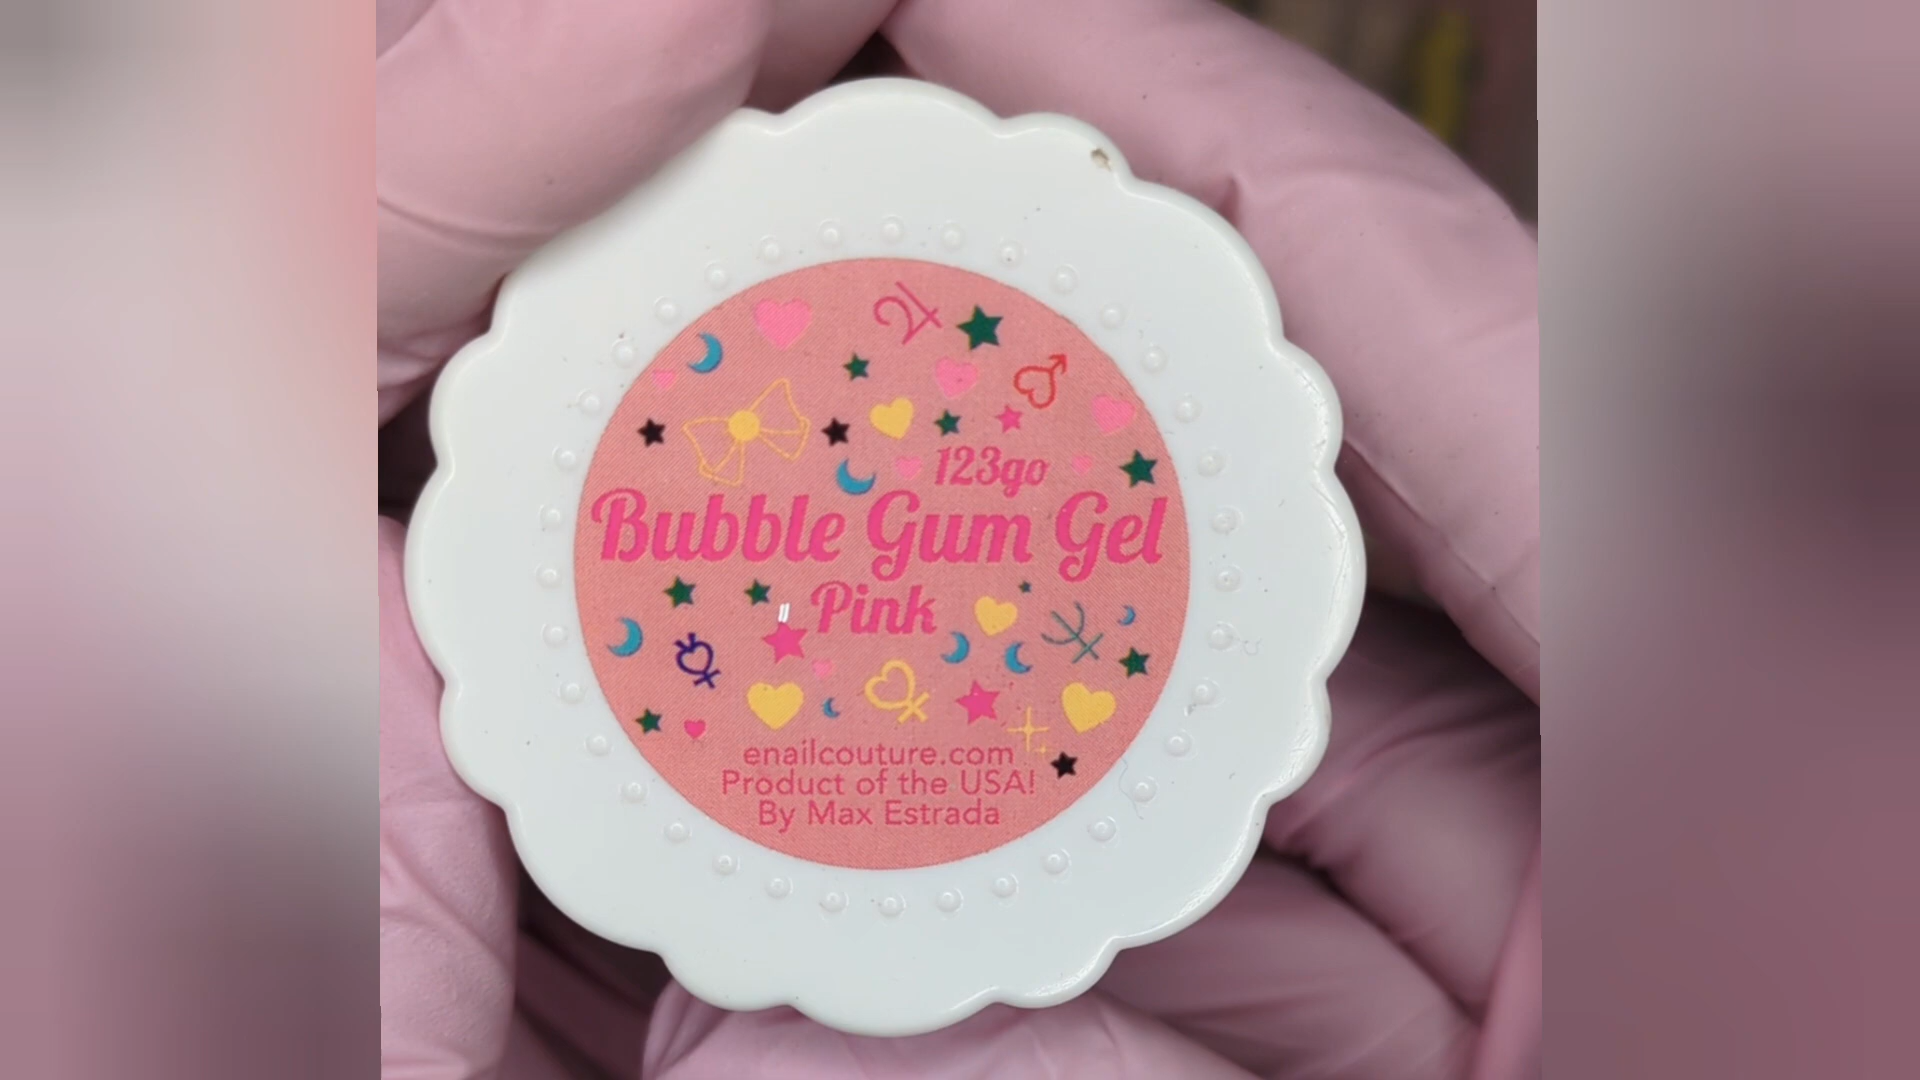 123go
Bubble Gum Gel
Pink
enailcouture.com
Product of the USA!
By Max Estrada